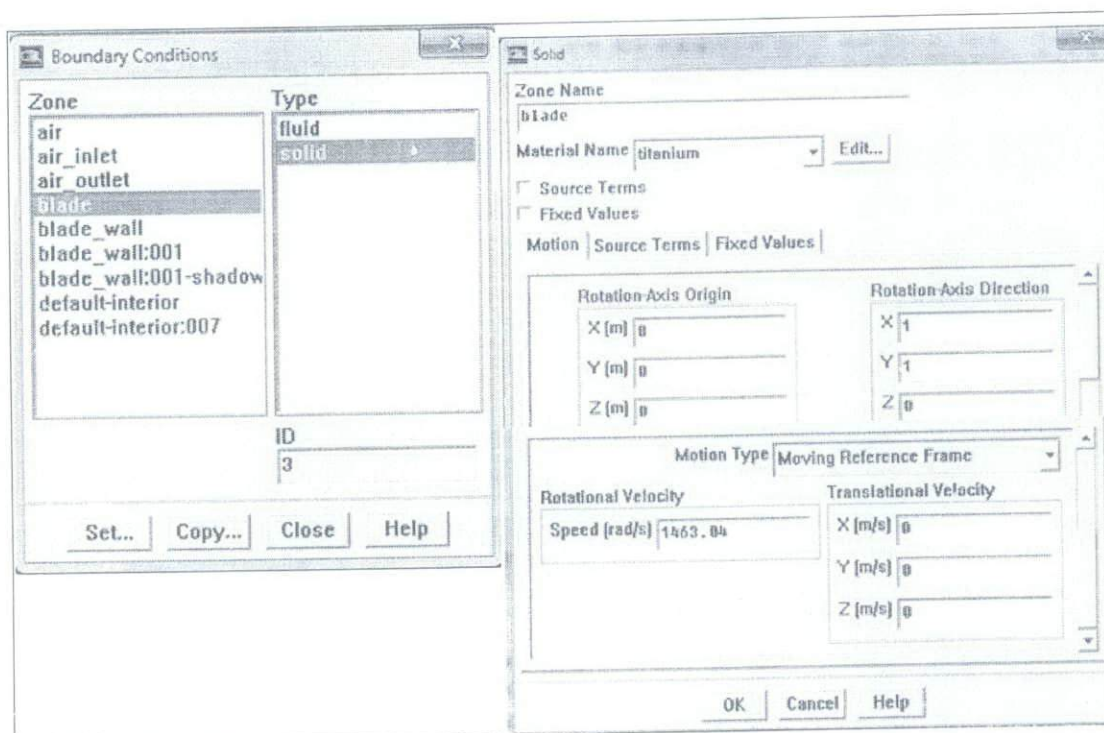 Boundary Conditions
Zone
air
air_inlet
air_outlet
blade
blade_wall
blade_wall:001
blade_wall:001-shadow
default-interior
default-interior:007
Type
fluid
solid
ID
3
Set...
Copy...
Close
Help
Solid
Zone Name
blade
Material Name titanium Edit...
Source Terms
Fixed Values
Motion Source Terms Fixed Values
Rotation-Axis Origin
X (m) 0
Y (m) 0
Z (m) 0
Rotation-Axis Direction
X 1
Y 1
Z 0
Motion Type Moving Reference Frame
Rotational Velocity
Speed (rad/s) 1463.04
Translational Velocity
X (m/s) 0
Y (m/s) 0
Z (m/s) 0
OK Cancel Help